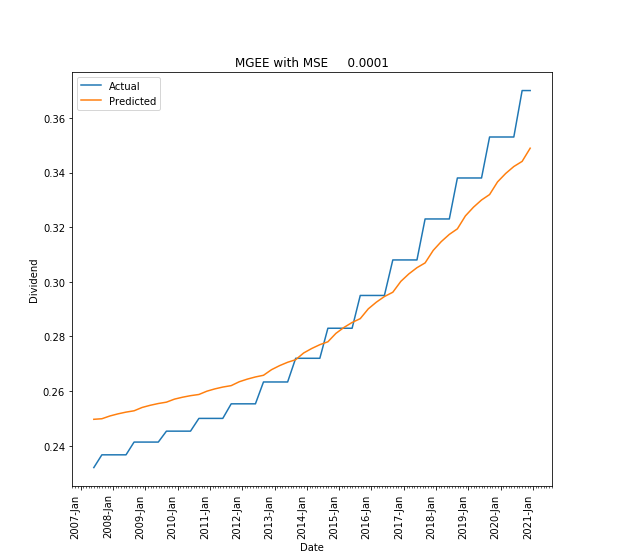 MGEE with MSE 0.0001
Actual
Predicted
0.36
0.34
0.32
0.30
0.28
0.26
0.24
Dividend
2007-Jan
2008-Jan
2009-Jan
2010-Jan
2011-Jan
2012-Jan
2013-Jan
2014-Jan
2015-Jan
2016-Jan
2017-Jan
2018-Jan
2019-Jan
2020-Jan
2021-Jan
Date